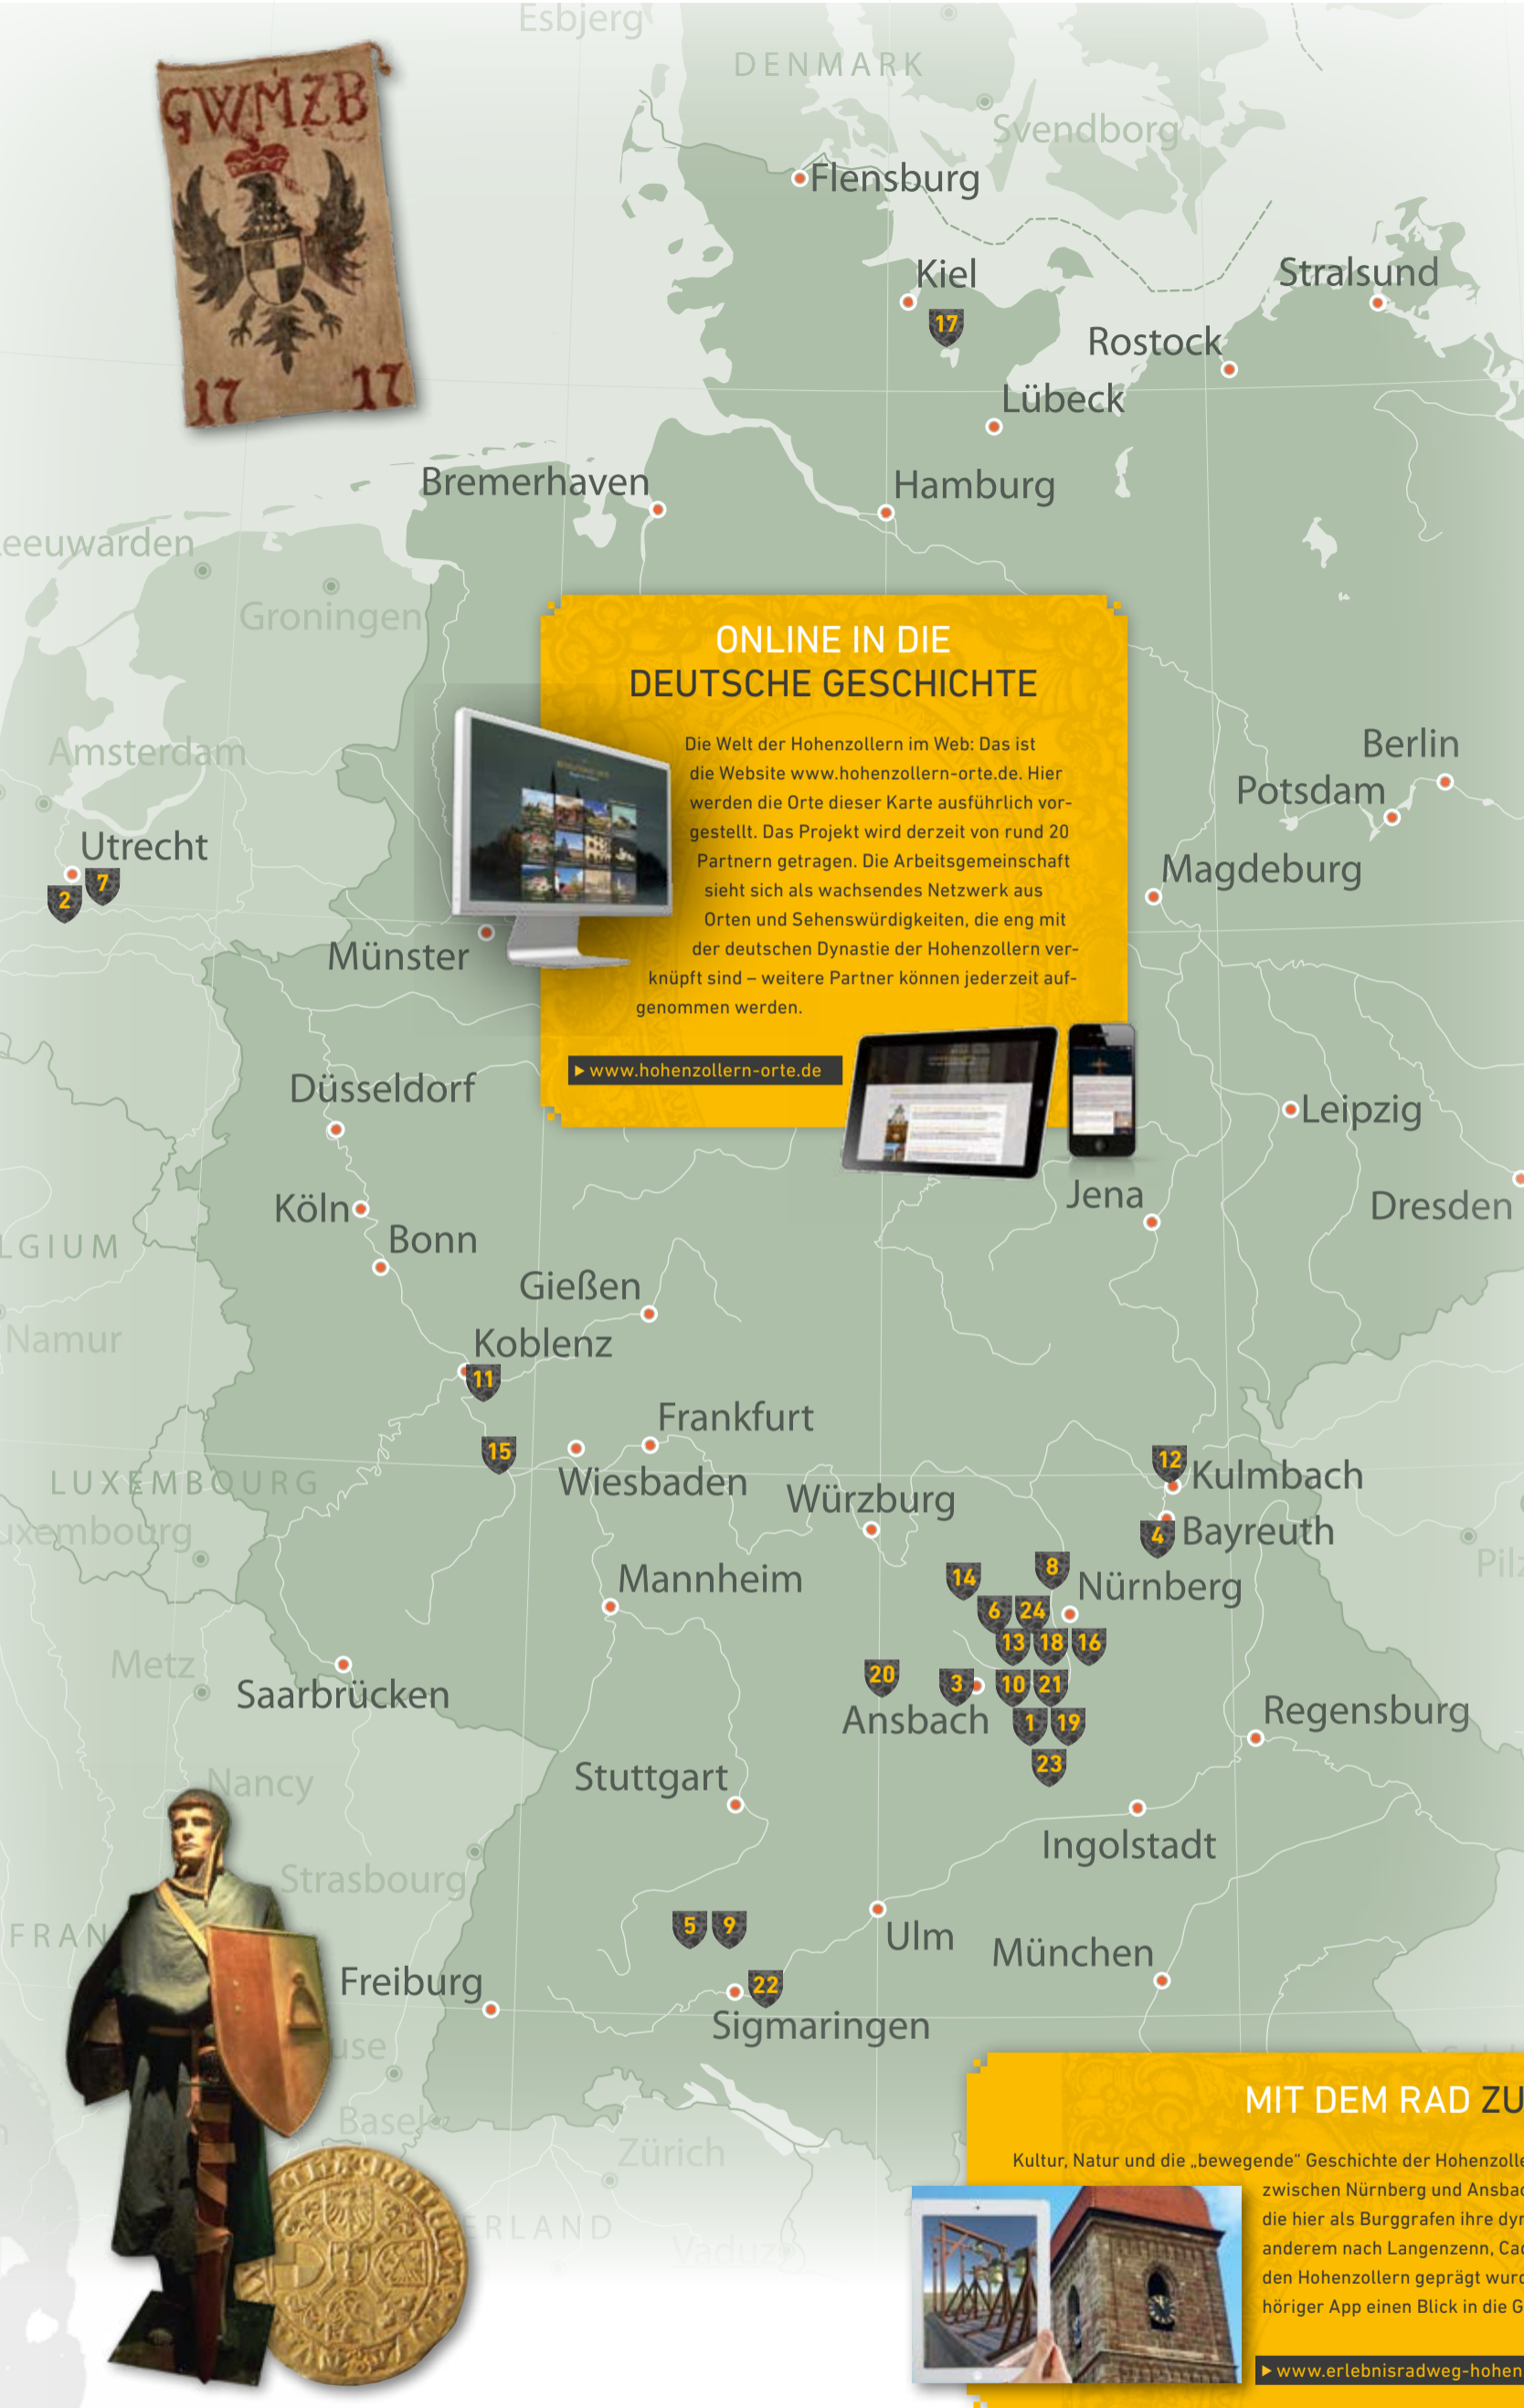 Esbjerg
DENMARK
GWMZB
Svendborg
Flensburg
Kiel
Stralsund
17
Rostock
17 17
Lübeck
Bremerhaven
Hamburg
eeuwarden
Groningen
ONLINE IN DIE
DEUTSCHE GESCHICHTE
Die Welt der Hohenzollern im Web: Das ist
die Website www.hohenzollern-orte.de. Hier
werden die Orte dieser Karte ausführlich vor-
gestellt. Das Projekt wird derzeit von rund 20
Partnern getragen. Die Arbeitsgemeinschaft
sieht sich als wachsendes Netzwerk aus
Orten und Sehenswürdigkeiten, die eng mit
der deutschen Dynastie der Hohenzollern ver-
knüpft sind – weitere Partner können jederzeit auf-
genommen werden.
www.hohenzollern-orte.de
Amsterdam
Berlin
Potsdam
Utrecht
2 7
Magdeburg
Münster
Düsseldorf
Leipzig
Jena
Dresden
Köln
Bonn
LGIUM
Gießen
Namur
Koblenz
11
Frankfurt
15
Wiesbaden
LUXEMBOURG
uxembourg
Würzburg
12
Kulmbach
4
Bayreuth
Pilz
Mannheim
14
8
Nürnberg
6 24
13 18 16
Metz
Saarbrücken
20
3
10 21
Ansbach
1 19
23
Regensburg
Nancy
Stuttgart
Ingolstadt
Strasbourg
5 9
FRAN
Ulm
München
Freiburg
22
Sigmaringen
use
Basel
Zürich
ERLAND
Vaduz
MIT DEM RAD ZU
Kultur, Natur und die „bewegende“ Geschichte der Hohenzolle
zwischen Nürnberg und Ansbac
die hier als Burggrafen ihre dyn
anderem nach Langenzenn, Cad
den Hohenzollern geprägt wurd
höriger App einen Blick in die G
www.erlebnisradweg-hohen